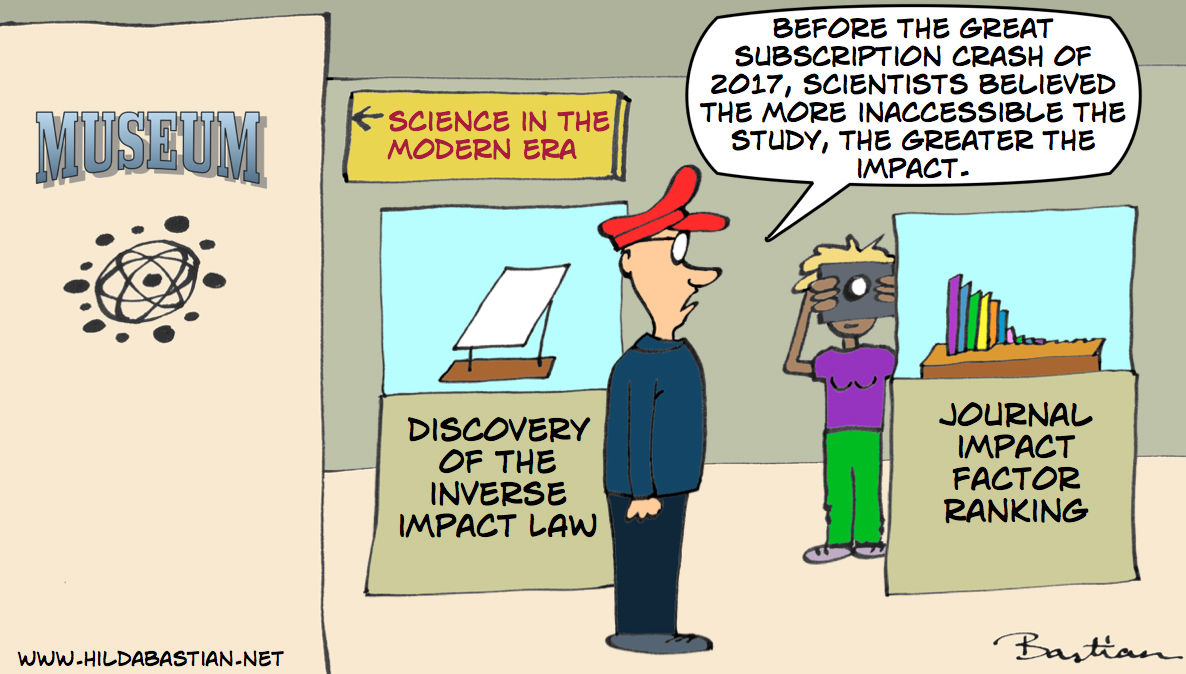 MUSEUM
← SCIENCE IN THE
MODERN ERA
BEFORE THE GREAT
SUBSCRIPTION CRASH OF
2017, SCIENTISTS BELIEVED
THE MORE INACCESSIBLE THE
STUDY, THE GREATER THE
IMPACT.
DISCOVERY
OF THE
INVERSE
IMPACT LAW
JOURNAL
IMPACT
FACTOR
RANKING
WWW.HILDABASTIAN.NET
Bastian